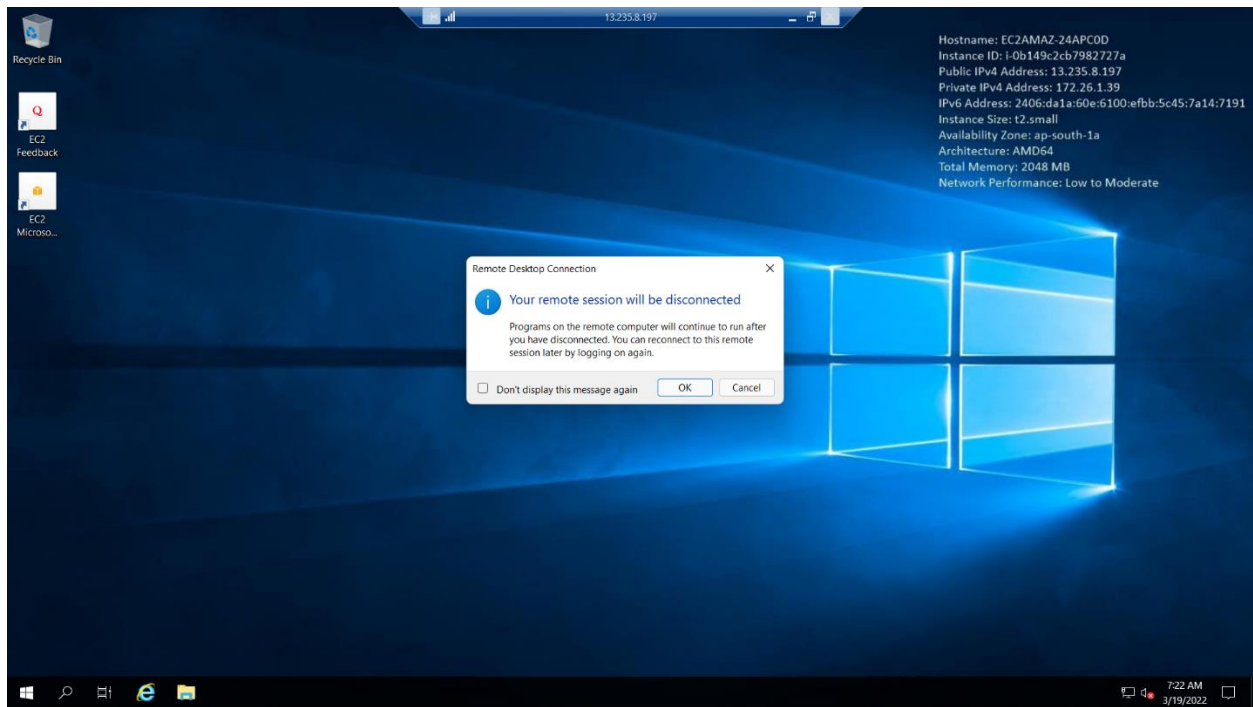 13.235.8.197
Recycle Bin
EC2
Feedback
EC2
Microso...
Hostname: EC2AMAZ-24APC0D
Instance ID: i-0b149c2cb7982727a
Public IPv4 Address: 13.235.8.197
Private IPv4 Address: 172.26.1.39
IPv6 Address: 2406:da1a:60e:6100:efbb:5c45:7a14:7191
Instance Size: t2.small
Availability Zone: ap-south-1a
Architecture: AMD64
Total Memory: 2048 MB
Network Performance: Low to Moderate
Remote Desktop Connection
Your remote session will be disconnected
Programs on the remote computer will continue to run after
you have disconnected. You can reconnect to this remote
session later by logging on again.
Don't display this message again
OK
Cancel
7:22 AM
3/19/2022